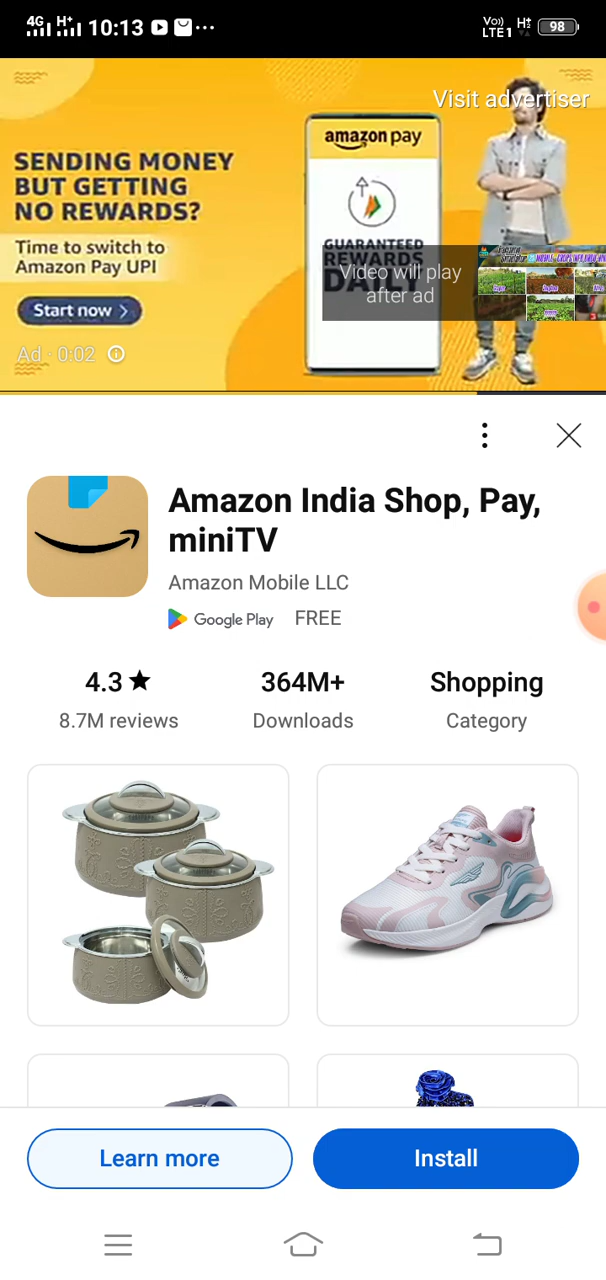 4G H+ 10:13 ...
Vo)) LTE1 H+2 98
Visit advertiser
amazon pay
SENDING MONEY
BUT GETTING
NO REWARDS?
Time to switch to
Amazon Pay UPI
Start now >
GUARANTEED
REWARDS
DAILY
Video will play
after ad
Ad · 0:02
Amazon India Shop, Pay,
miniTV
Amazon Mobile LLC
Google Play FREE
4.3 ★ 364M+ Shopping
8.7M reviews Downloads Category
Learn more Install